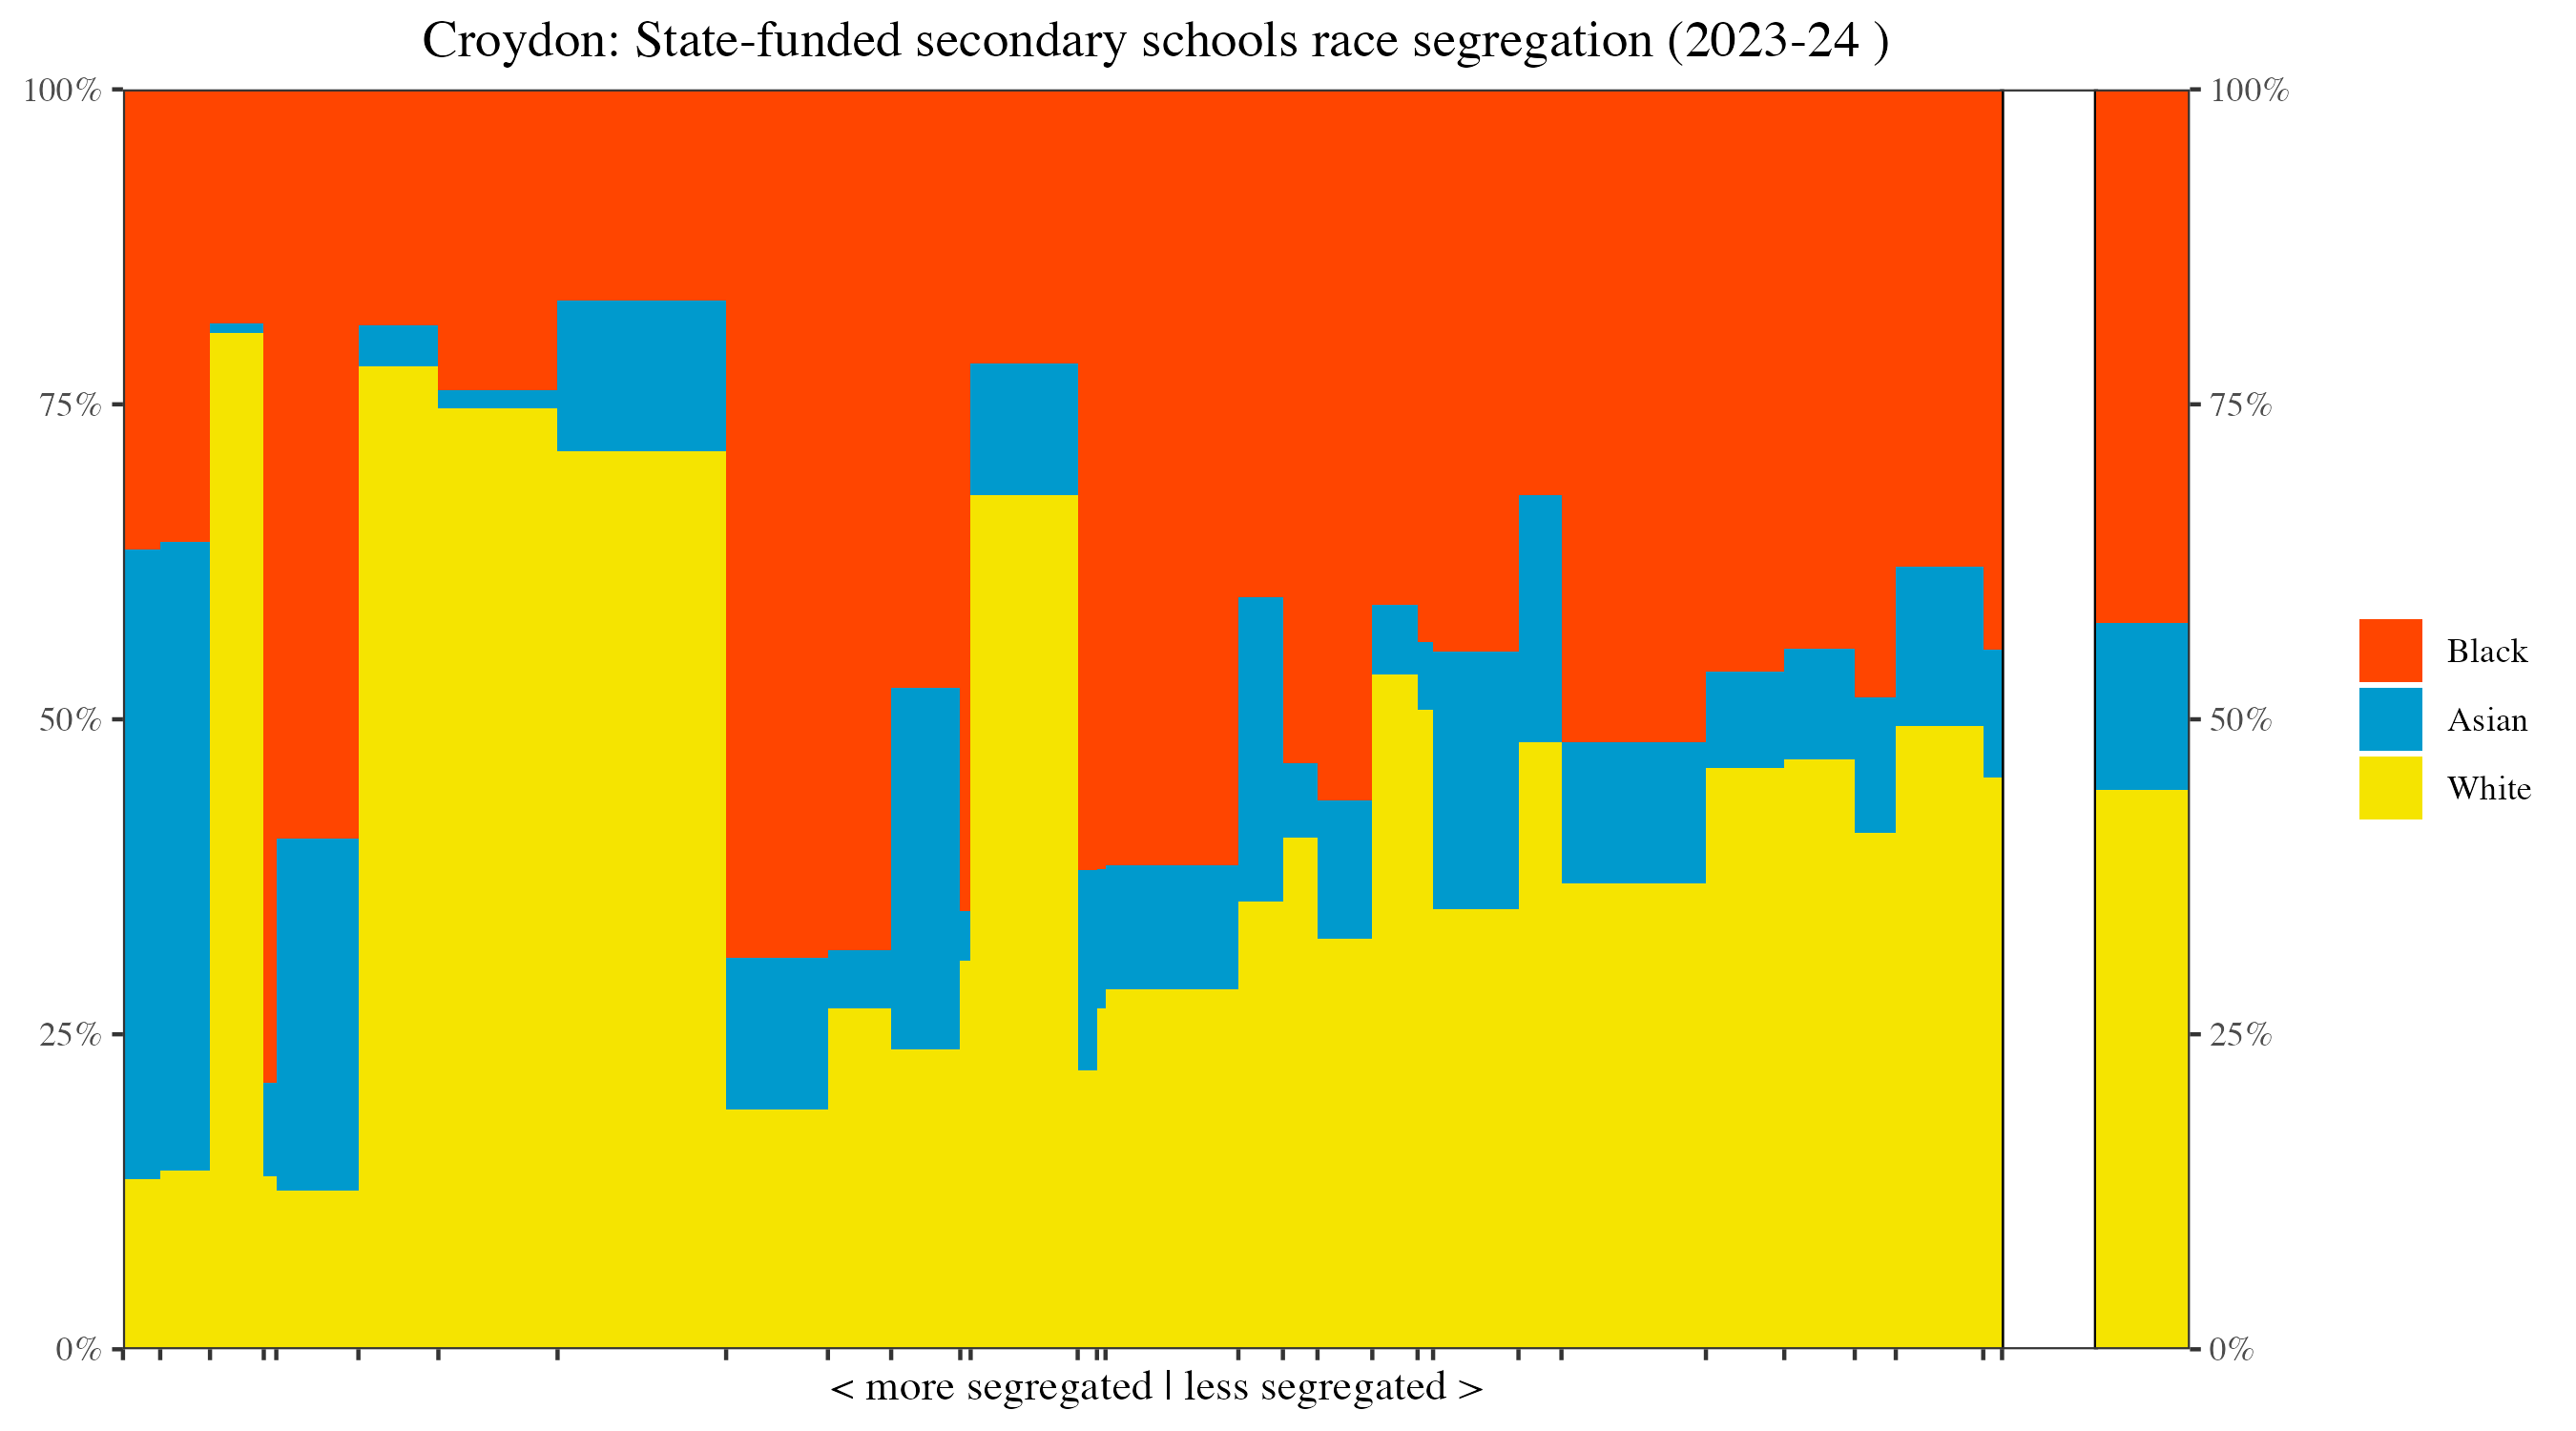 Croydon: State-funded secondary schools race segregation (2023-24 )
100%
75%
50%
25%
0%
100%
75%
50%
25%
0%
Black
Asian
White
< more segregated | less segregated >